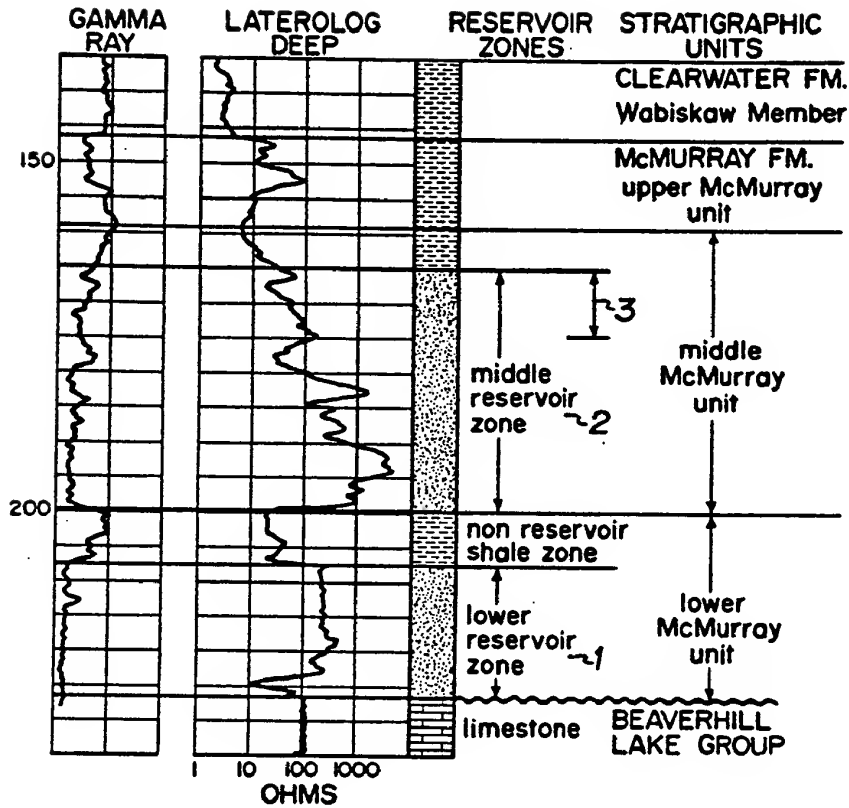 GAMMA RAY
LATEROLOG DEEP
RESERVOIR ZONES
STRATIGRAPHIC UNITS
CLEARWATER FM.
Wabiskaw Member
150
McMURRAY FM.
upper McMurray
unit
3
middle
reservoir
zone
2
middle
McMurray
unit
200
non reservoir
shale zone
lower
reservoir
zone
1
lower
McMurray
unit
limestone
BEAVERHILL
LAKE GROUP
1 10 100 1000
OHMS